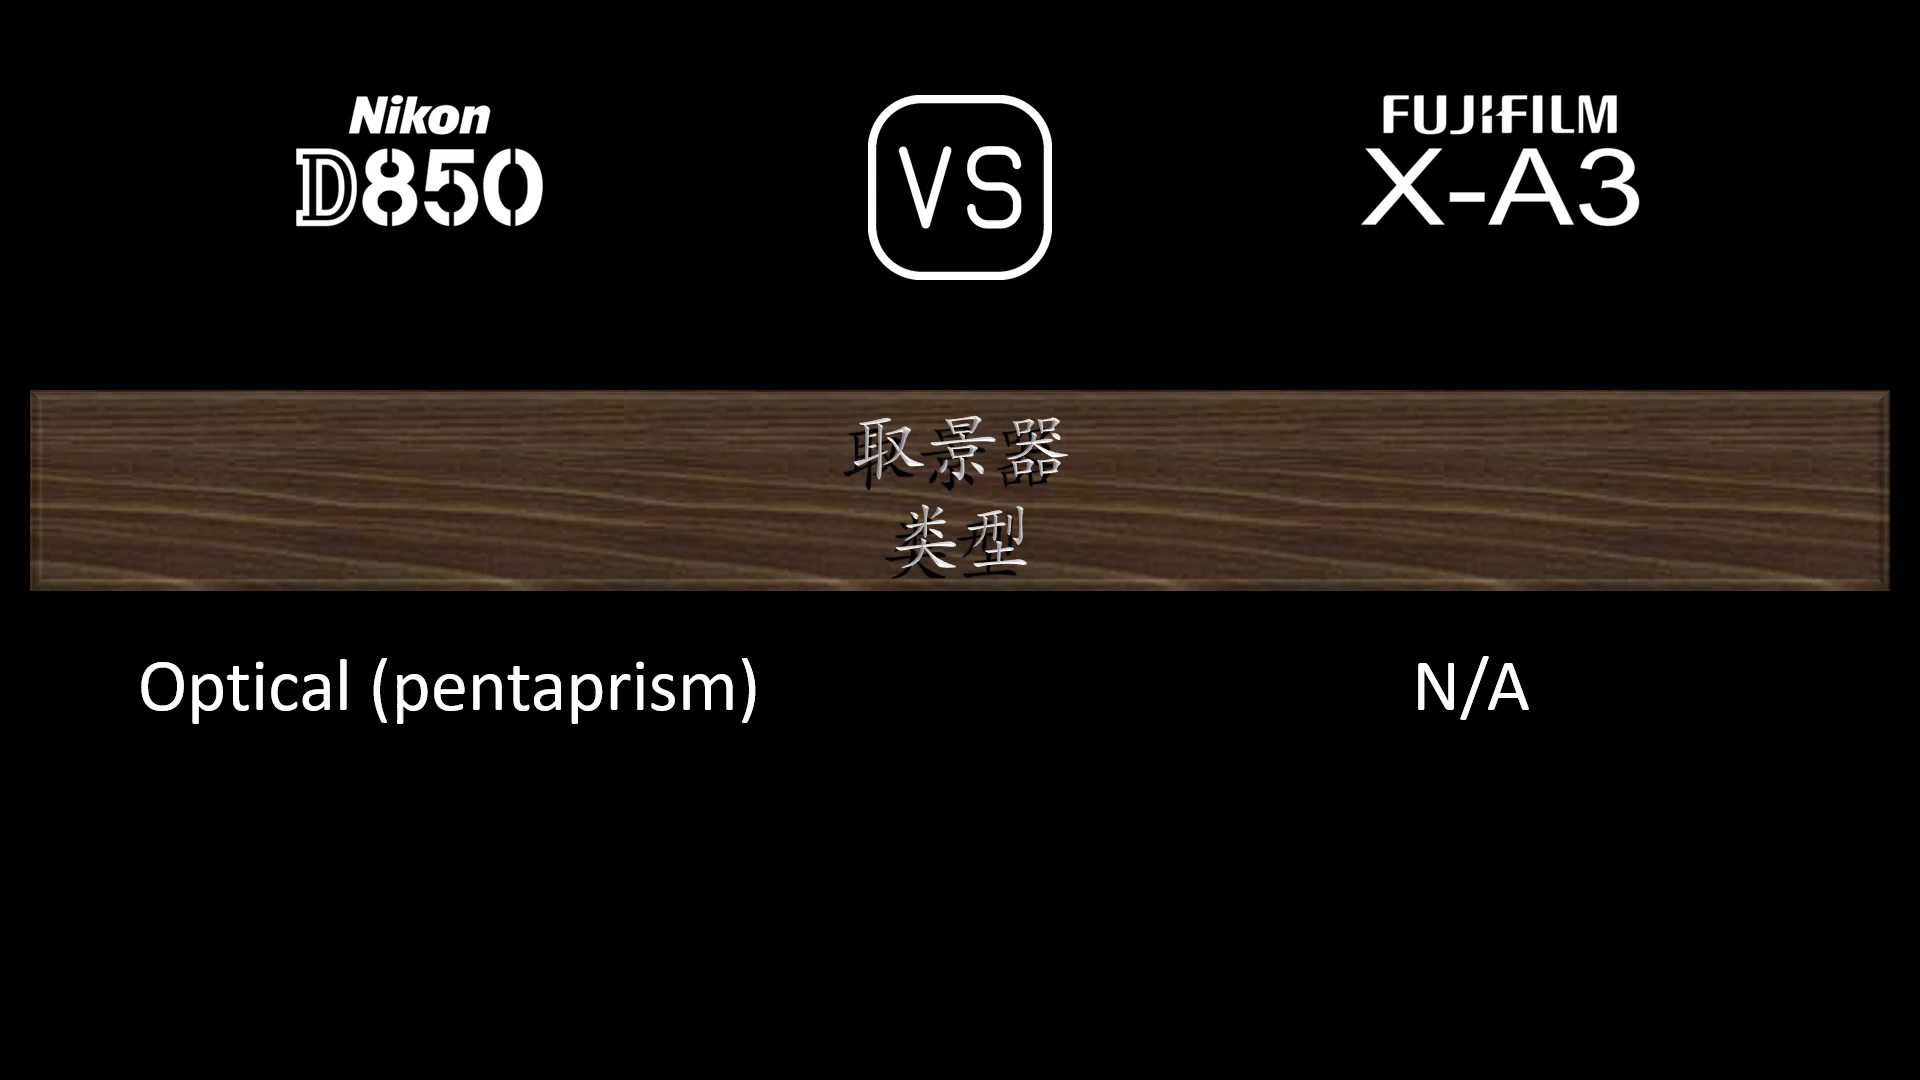 Nikon
D850
VS
FUJIFILM
X-A3
取景器
类型
Optical (pentaprism)
N/A